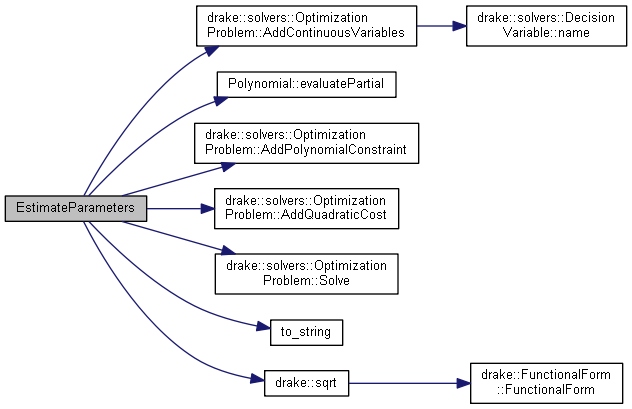 drake::solvers::Optimization
Problem::AddContinuousVariables
drake::solvers::Decision
Variable::name
Polynomial::evaluatePartial
drake::solvers::Optimization
Problem::AddPolynomialConstraint
EstimateParameters
drake::solvers::Optimization
Problem::AddQuadraticCost
drake::solvers::Optimization
Problem::Solve
to_string
drake::sqrt
drake::FunctionalForm
::FunctionalForm